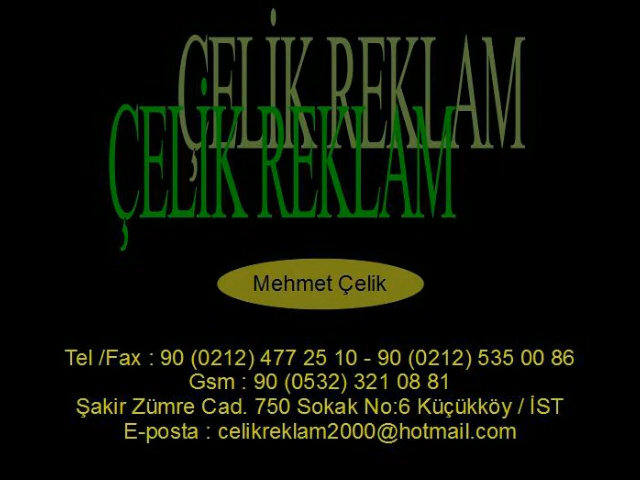 ÇELİK REKLAM
ÇELİK REKLAM
Mehmet Çelik
Tel /Fax : 90 (0212) 477 25 10 - 90 (0212) 535 00 86
Gsm : 90 (0532) 321 08 81
Şakir Zümre Cad. 750 Sokak No:6 Küçükköy / İST
E-posta : celikreklam2000@hotmail.com